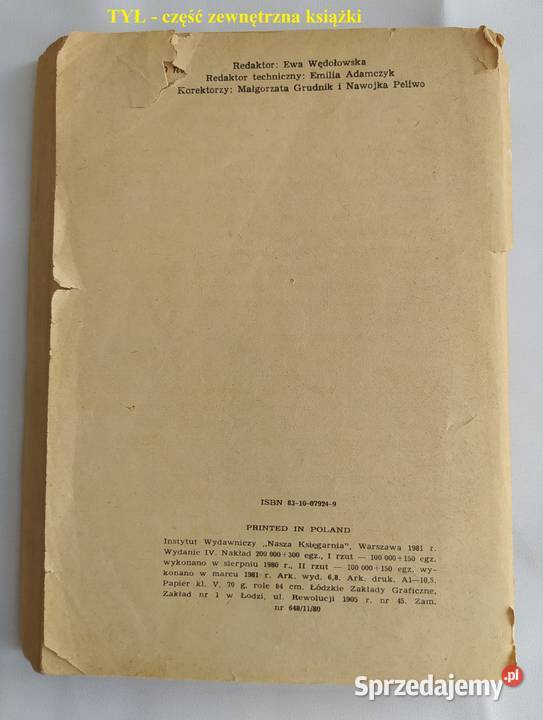 TYŁ - część zewnętrzna książki
Redaktor: Ewa Wędołowska
Redaktor techniczny: Emilia Adamczyk
Korektorzy: Małgorzata Grudnik i Nawojka Peliwo
ISBN 83-10-07924-9
PRINTED IN POLAND
Instytut Wydawniczy „Nasza Księgarnia", Warszawa 1981 r.
Wydanie IV. Nakład 200 000+300 egz., I rzut — 100 000+150 egz.
wykonano w sierpniu 1980 r., II rzut — 100 000+150 egz. wy-
konano w marcu 1981 r. Ark. wyd. 6,8. Ark. druk. A1—10,5.
Papier kl. V, 70 g. role 84 cm. Łódzkie Zakłady Graficzne,
Zakład nr 1 w Łodzi, ul. Rewolucji 1905 r. nr 45. Zam.
nr 648/11/80
Sprzedajemy.pl